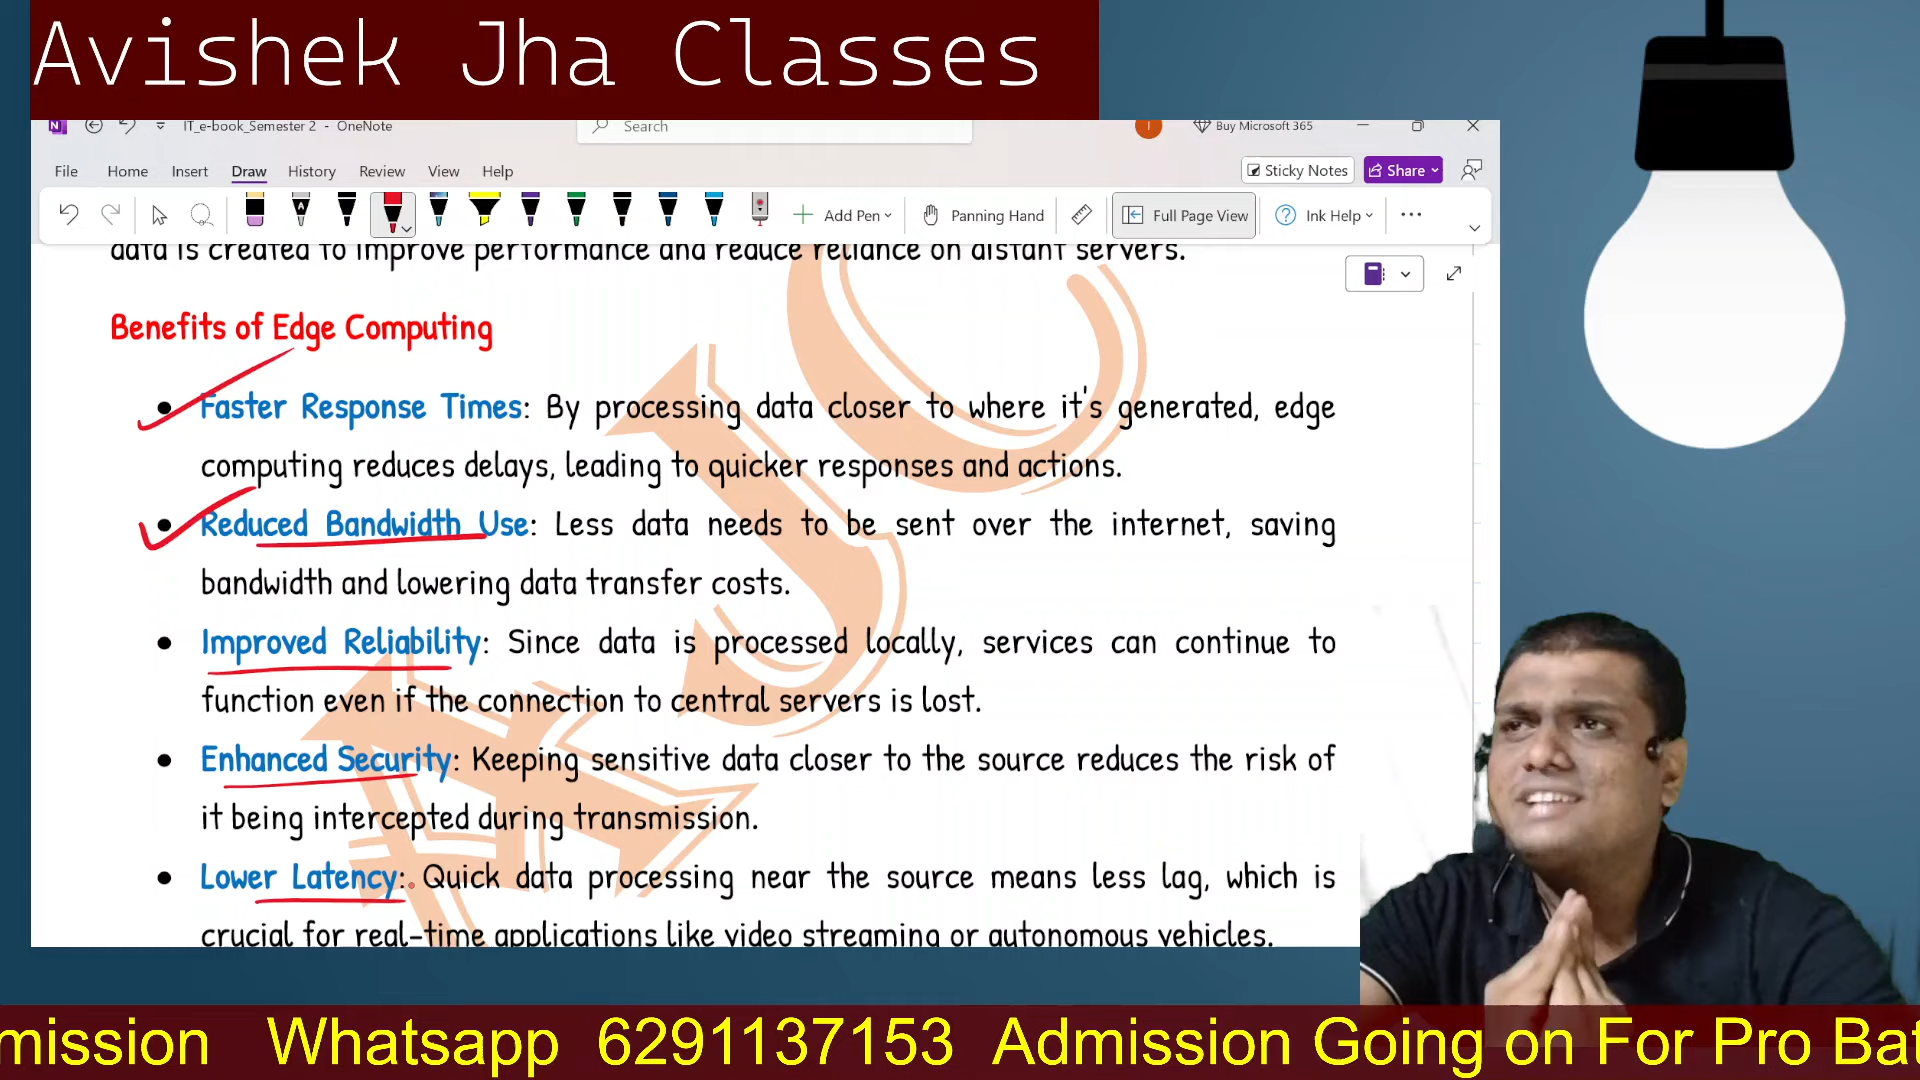 Avishek Jha Classes
IT_e-book_Semester 2 - OneNote
Search
Buy Microsoft 365
File Home Insert Draw History Review View Help
Sticky Notes
Share
Add Pen
Panning Hand
Full Page View
Ink Help
data is created to improve performance and reduce reliance on distant servers.
Benefits of Edge Computing
• Faster Response Times: By processing data closer to where it's generated, edge
computing reduces delays, leading to quicker responses and actions.
• Reduced Bandwidth Use: Less data needs to be sent over the internet, saving
bandwidth and lowering data transfer costs.
• Improved Reliability: Since data is processed locally, services can continue to
function even if the connection to central servers is lost.
• Enhanced Security: Keeping sensitive data closer to the source reduces the risk of
it being intercepted during transmission.
• Lower Latency: Quick data processing near the source means less lag, which is
crucial for real-time applications like video streaming or autonomous vehicles.
AJC
mission Whatsapp 6291137153 Admission Going on For Pro Bat